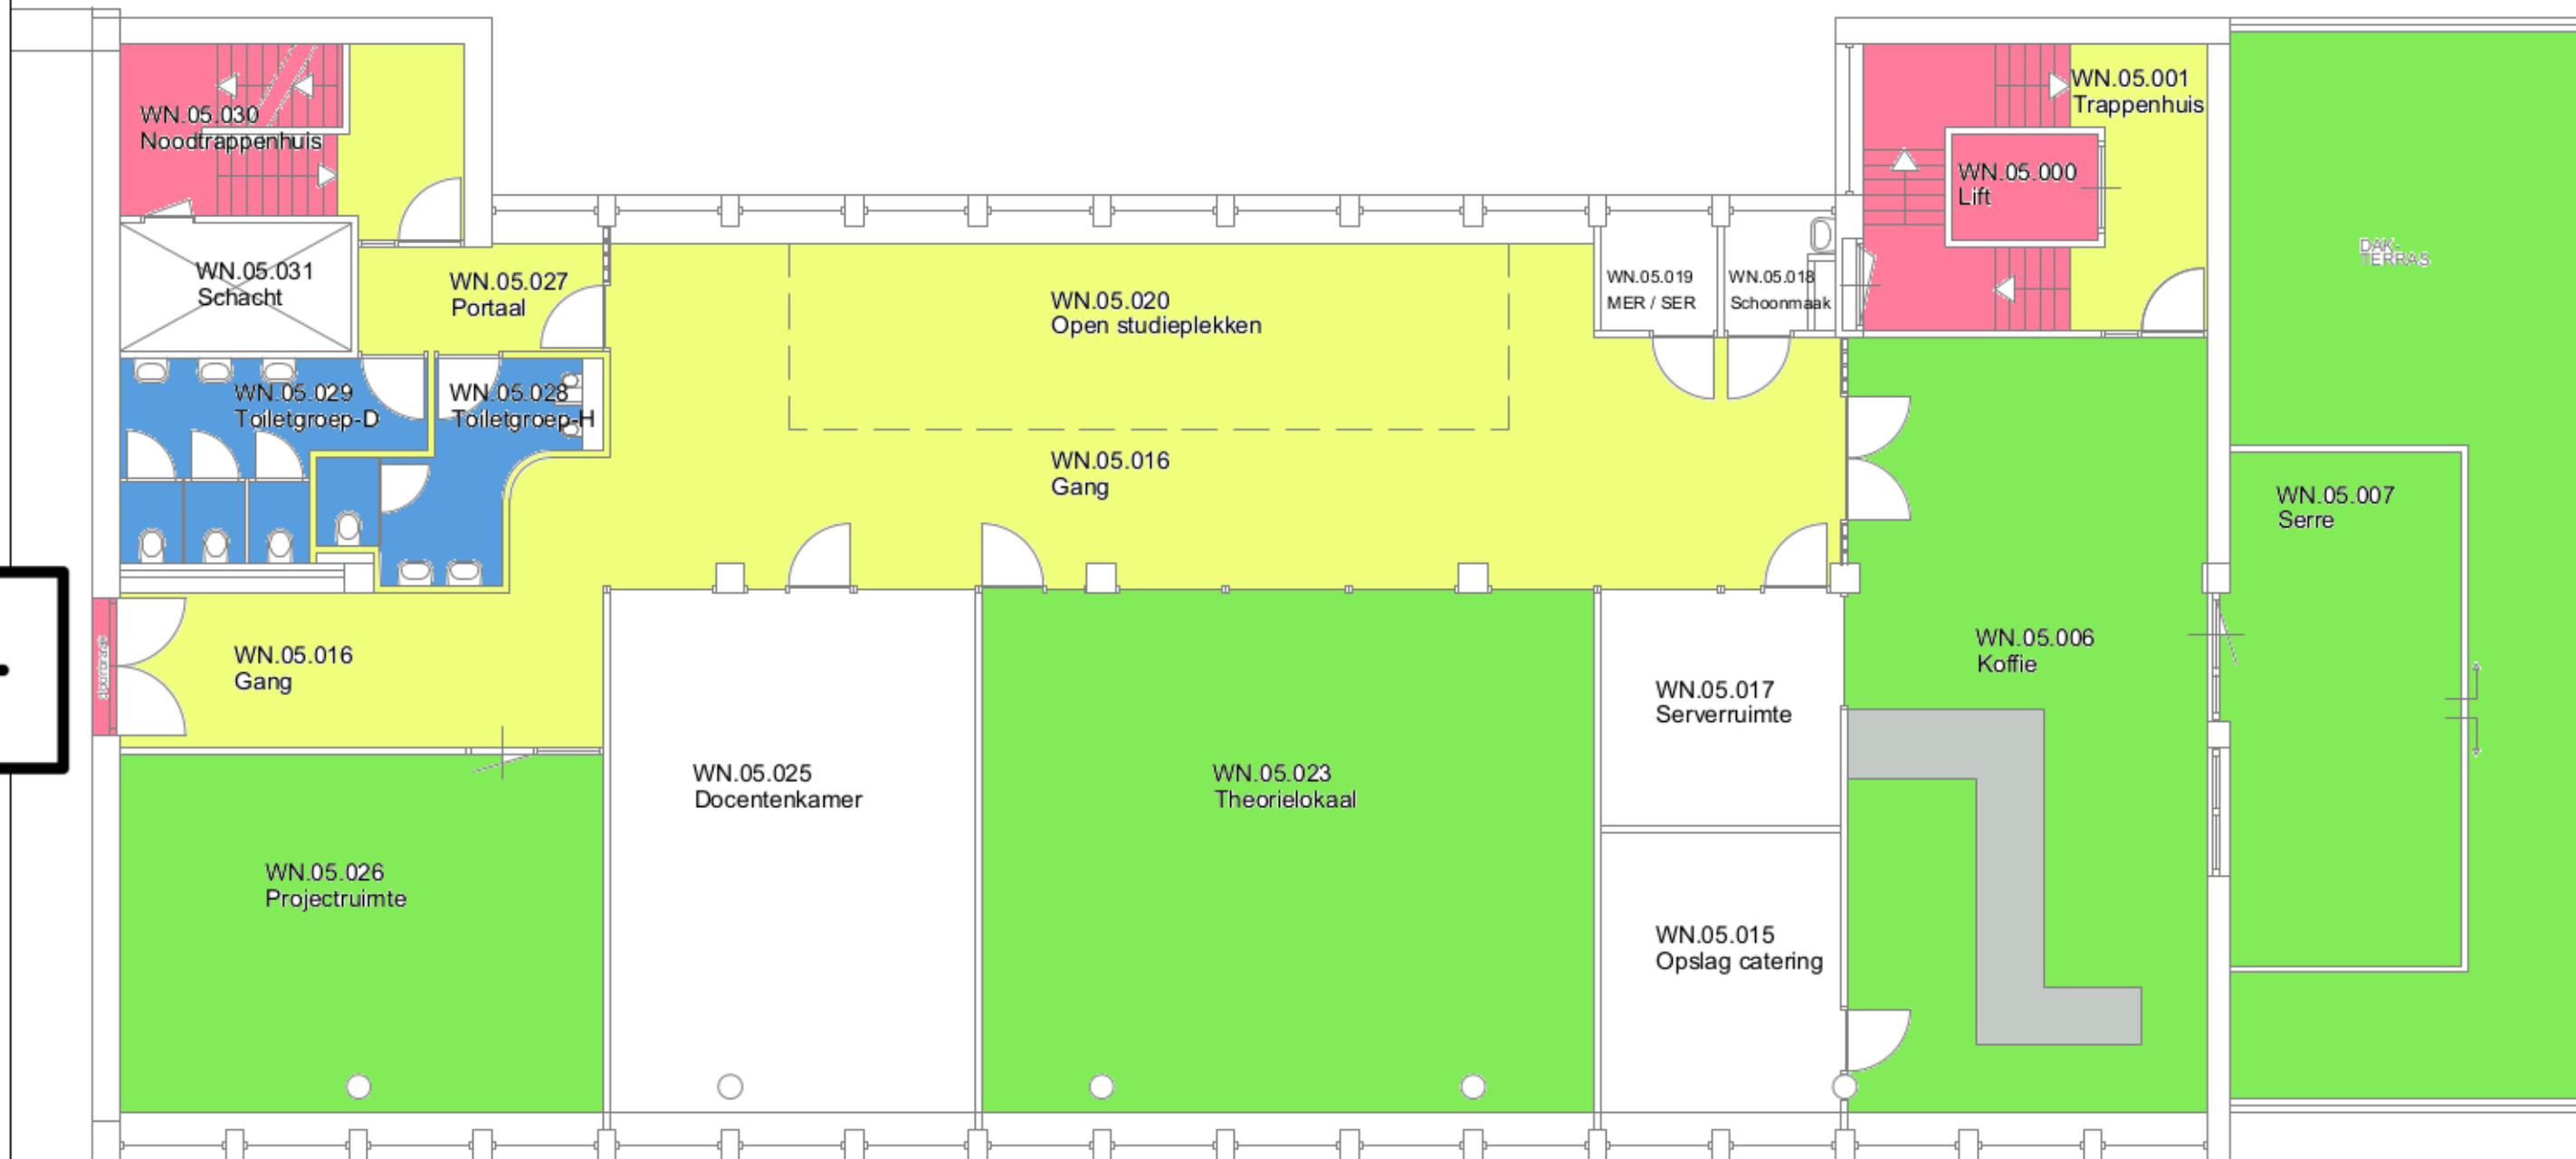 WN.05.030
Noodtrappenhuis
WN.05.001
Trappenhuis
WN.05.000
Lift
WN.05.031
Schacht
WN.05.027
Portaal
WN.05.020
Open studieplekken
WN.05.019
MER / SER
WN.05.018
Schoonmaak
DAK-
TERRAS
WN.05.029
Toiletgroep-D
WN.05.028
Toiletgroep-H
WN.05.016
Gang
WN.05.007
Serre
WN.05.016
Gang
WN.05.006
Koffie
WN.05.017
Serverruimte
WN.05.025
Docentenkamer
WN.05.023
Theorielokaal
WN.05.026
Projectruimte
WN.05.015
Opslag catering